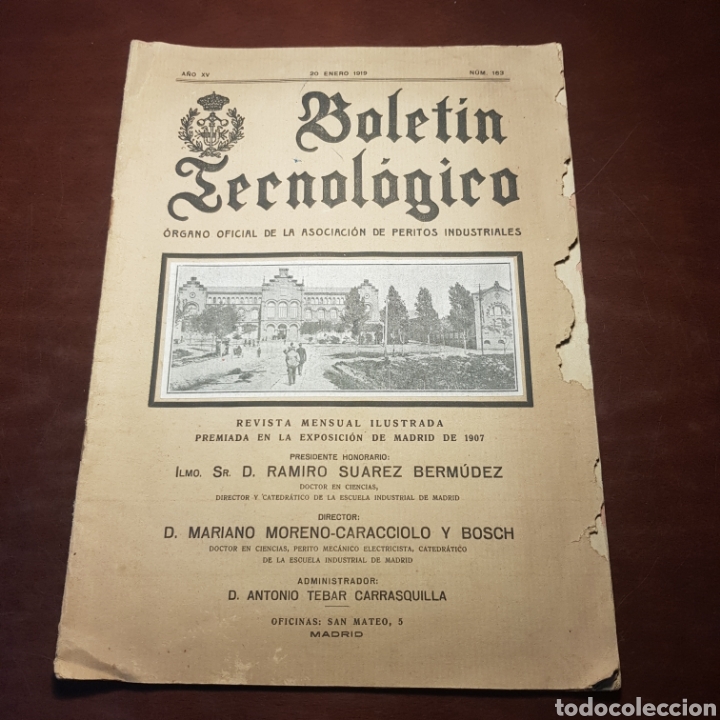 AÑO XV 20 ENERO 1919 NÚM. 163
Boletín
Tecnológico
ÓRGANO OFICIAL DE LA ASOCIACIÓN DE PERITOS INDUSTRIALES
REVISTA MENSUAL ILUSTRADA
PREMIADA EN LA EXPOSICIÓN DE MADRID DE 1907
PRESIDENTE HONORARIO:
ILMO. SR. D. RAMIRO SUAREZ BERMÚDEZ
DOCTOR EN CIENCIAS,
DIRECTOR Y CATEDRÁTICO DE LA ESCUELA INDUSTRIAL DE MADRID
DIRECTOR:
D. MARIANO MORENO-CARACCIOLO Y BOSCH
DOCTOR EN CIENCIAS, PERITO MECÁNICO ELECTRICISTA, CATEDRÁTICO
DE LA ESCUELA INDUSTRIAL DE MADRID
ADMINISTRADOR:
D. ANTONIO TEBAR CARRASQUILLA
OFICINAS: SAN MATEO, 5
MADRID
todocoleccion